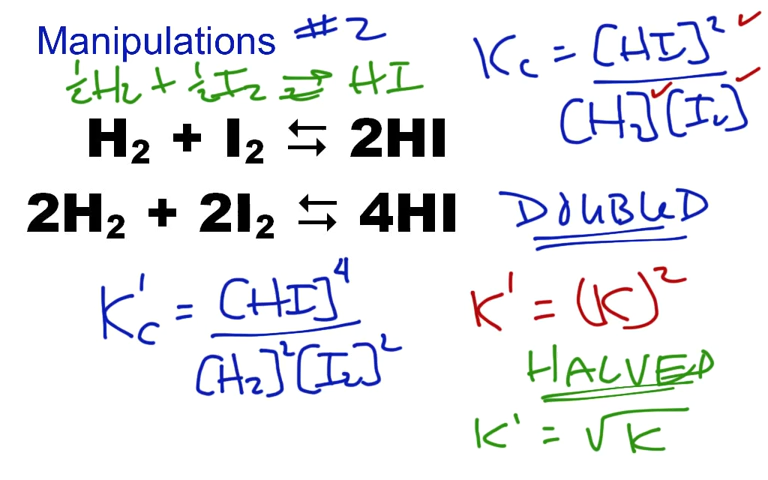 Manipulations #2
½H₂ + ½I₂ ⇌ HI
H₂ + I₂ ⇆ 2HI
2H₂ + 2I₂ ⇆ 4HI
K'c = [HI]⁴
[H₂]²[I₂]²
Kc = [HI]² ✓
[H₂]✓[I₂]✓
DOUBLED
K' = (K)²
HALVED
K' = √K